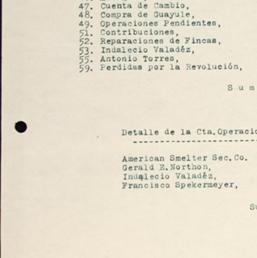 47. Cuenta de Cambio,
48. Compra de Guayule,
49. Operaciones Pendientes,
51. Contribuciones,
52. Reparaciones de Fincas,
53. Indalecio Valadéz,
55. Antonio Torres,
59. Perdidas por la Revolución,
S u m
Detalle de la Cta. Operacio
American Smelter Sec. Co.
Gerald E. Northon,
Indalecio Valadéz,
Francisco Spekermeyer,
Su